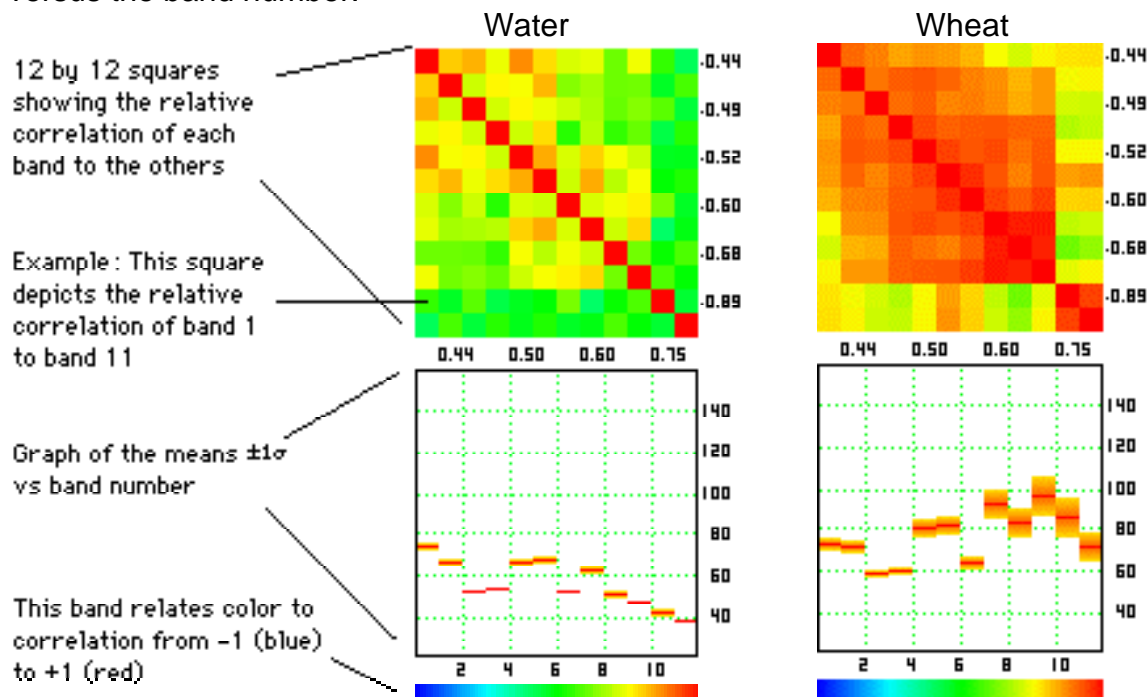 Water
Wheat
12 by 12 squares
showing the relative
correlation of each
band to the others
Example: This square
depicts the relative
correlation of band 1
to band 11
Graph of the means ±1σ
vs band number
This band relates color to
correlation from -1 (blue)
to +1 (red)
.0.44
.0.49
.0.52
.0.60
.0.68
.0.89
0.44 0.50 0.60 0.75
140
120
100
80
60
40
2 4 6 8 10
.0.44
.0.49
.0.52
.0.60
.0.68
.0.89
0.44 0.50 0.60 0.75
140
120
100
80
60
40
2 4 6 8 10